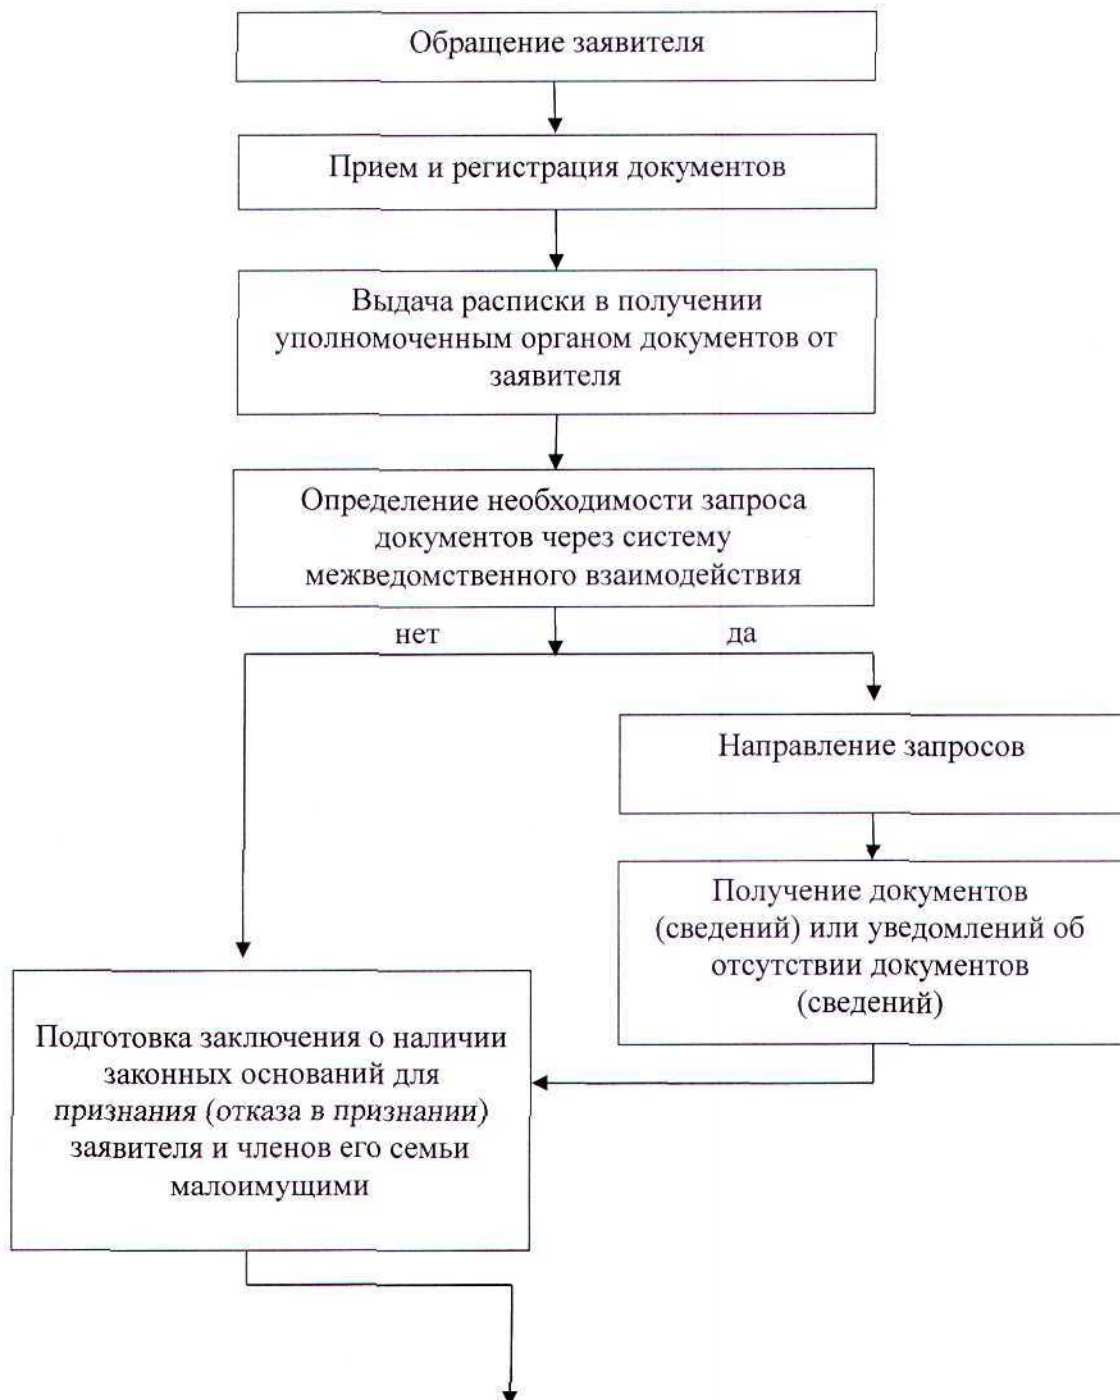 Обращение заявителя
Прием и регистрация документов
Выдача расписки в получении
уполномоченным органом документов от
заявителя
Определение необходимости запроса
документов через систему
межведомственного взаимодействия
нет
да
Направление запросов
Получение документов
(сведений) или уведомлений об
отсутствии документов
(сведений)
Подготовка заключения о наличии
законных оснований для
признания (отказа в признании)
заявителя и членов его семьи
малоимущими